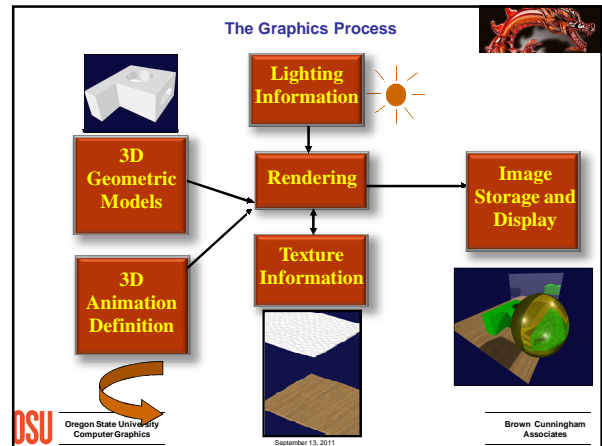 The Graphics Process
Lighting
Information
3D
Geometric
Models
Rendering
Image
Storage and
Display
Texture
Information
3D
Animation
Definition
OSU
Oregon State University
Computer Graphics
September 13, 2011
Brown Cunningham
Associates